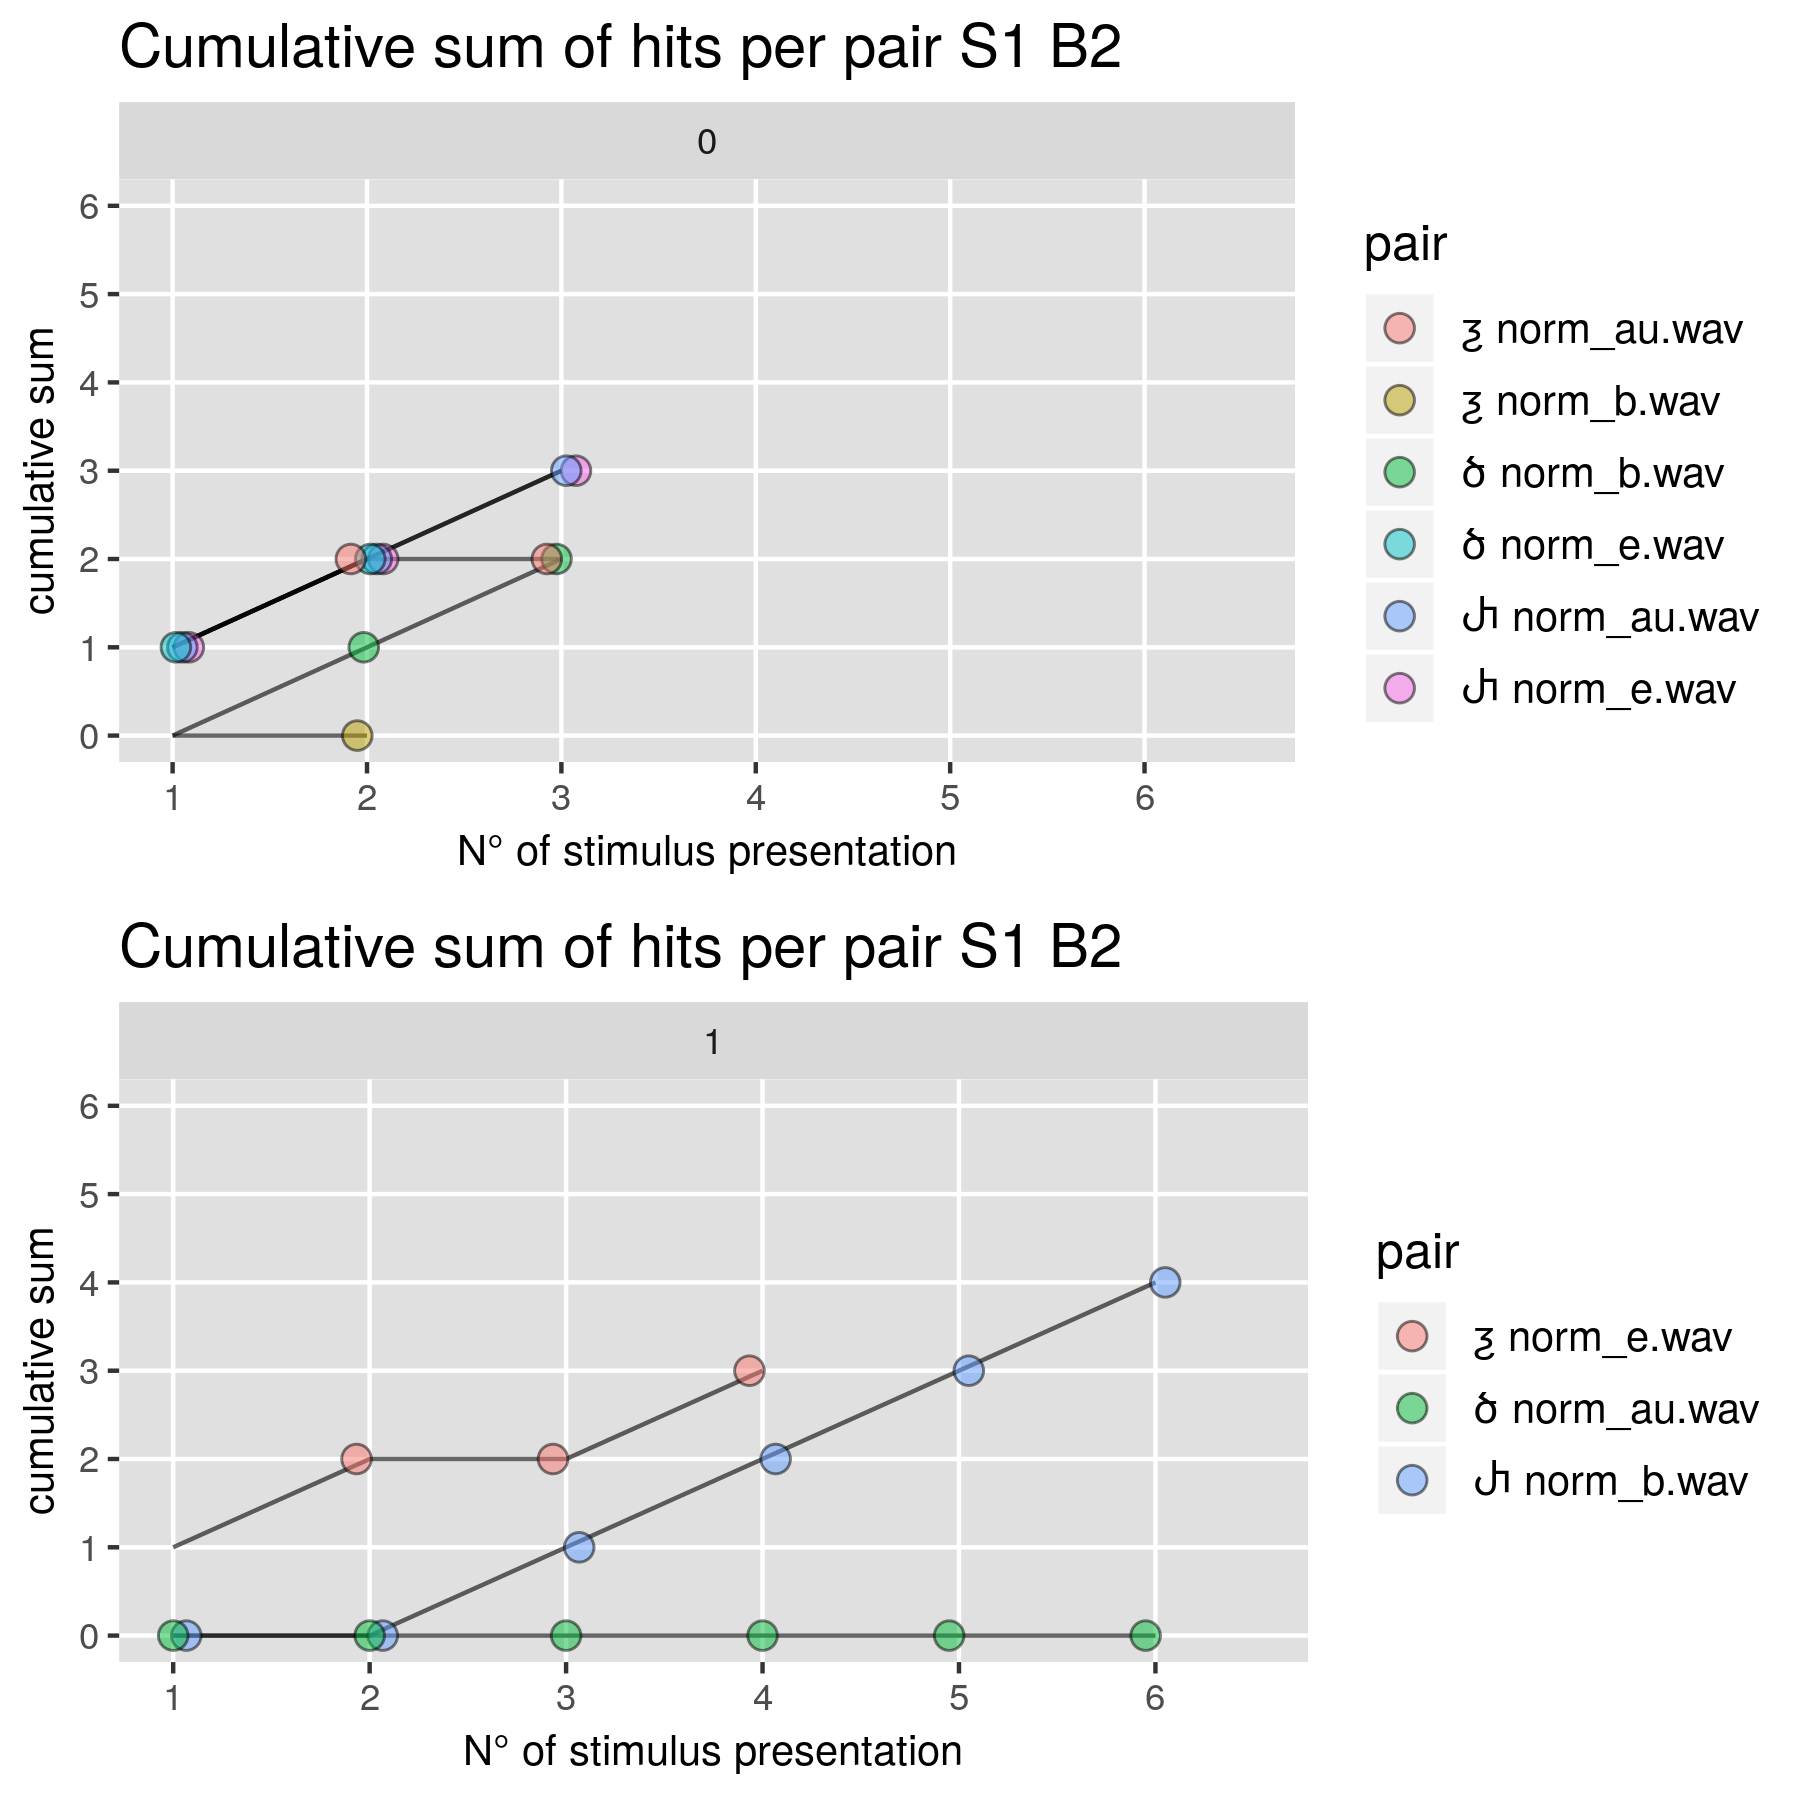 Cumulative sum of hits per pair S1 B2
0
6
5
4
3
2
1
0
cumulative sum
1 2 3 4 5 6
N° of stimulus presentation
pair
norm_au.wav
norm_b.wav
ծ norm_b.wav
ծ norm_e.wav
norm_au.wav
norm_e.wav
Cumulative sum of hits per pair S1 B2
1
6
5
4
3
2
1
0
cumulative sum
1 2 3 4 5 6
N° of stimulus presentation
pair
norm_e.wav
ծ norm_au.wav
norm_b.wav